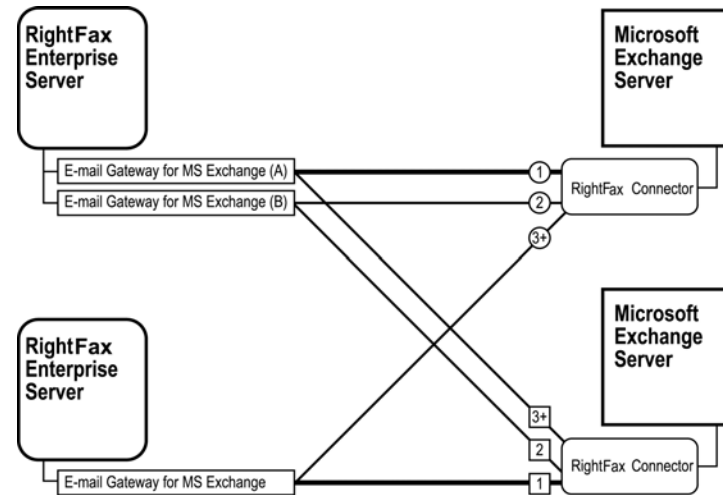 RightFax
Enterprise
Server
Microsoft
Exchange
Server
E-mail Gateway for MS Exchange (A)
E-mail Gateway for MS Exchange (B)
1
2
3+
RightFax Connector
RightFax
Enterprise
Server
Microsoft
Exchange
Server
E-mail Gateway for MS Exchange
3+
2
1
RightFax Connector